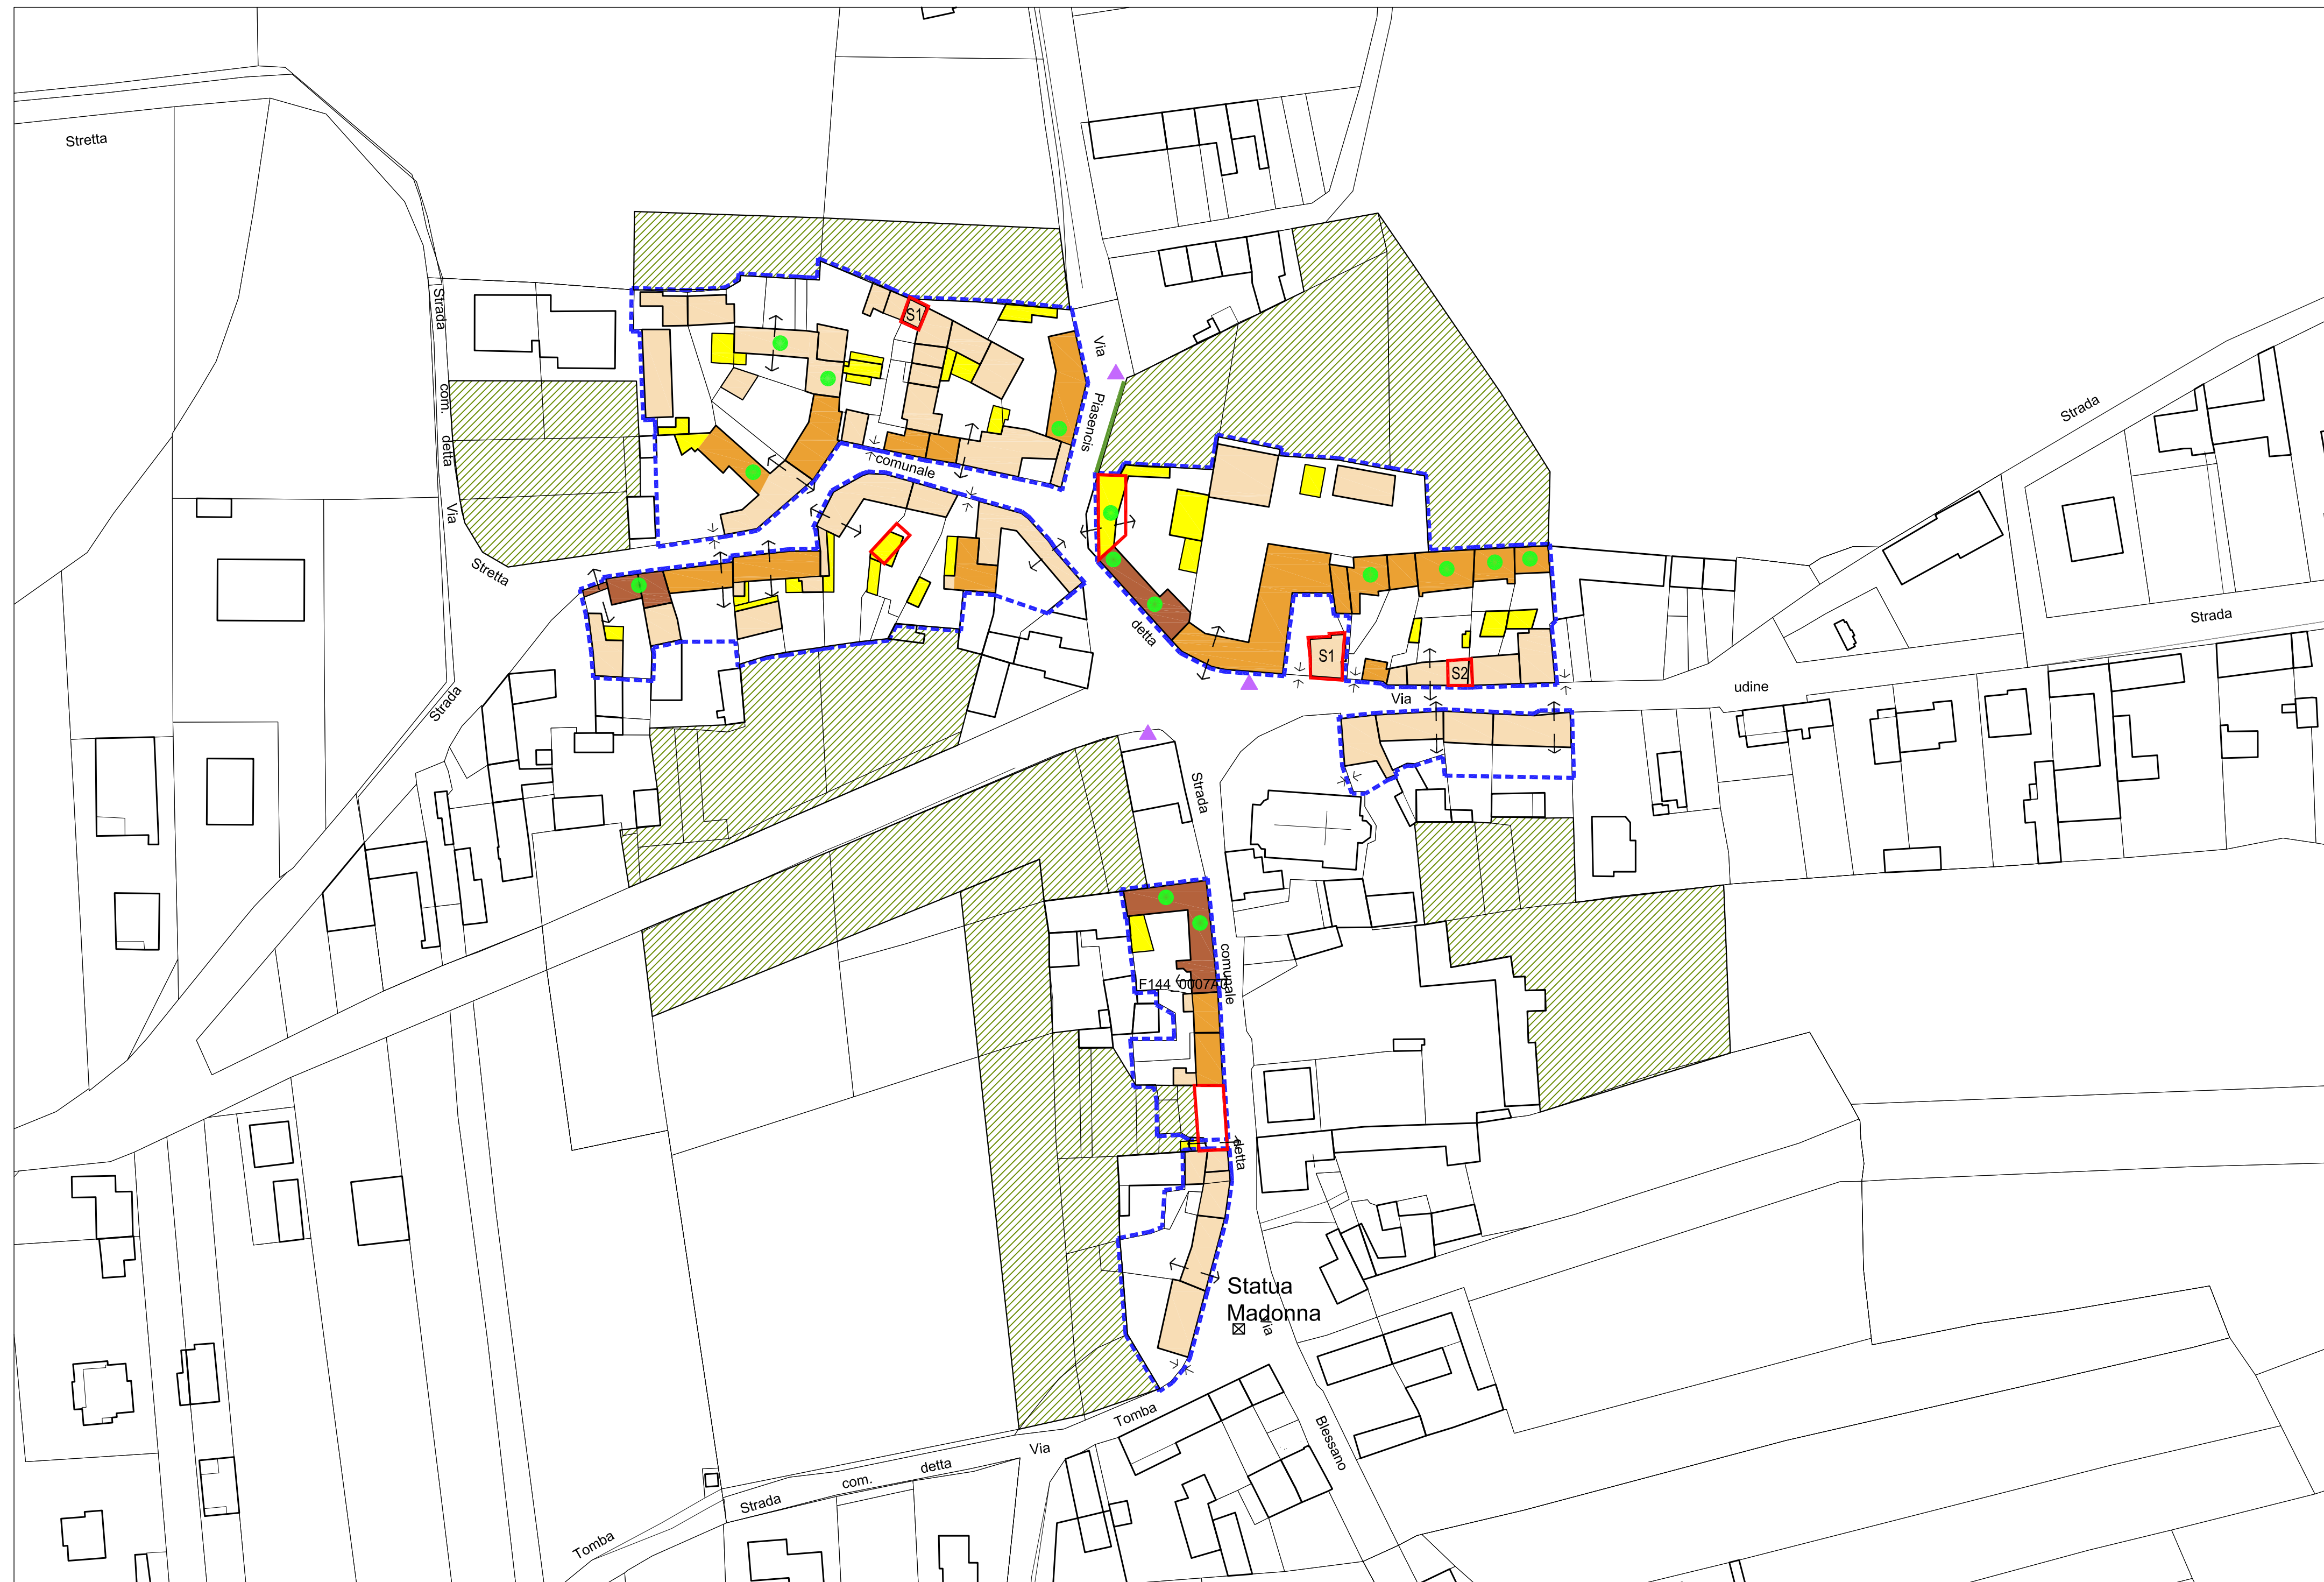 Stretta
Strada
com.
detta
Via
Stretta
Strada
S1
Via
Piasencis
comunale
detta
S1
S2
Via
udine
Strada
Strada
Strada
comunale
F144_0007A0
detta
Statua
Madonna
Via
Blessano
Tomba
Via
detta
com.
Strada
Tomba